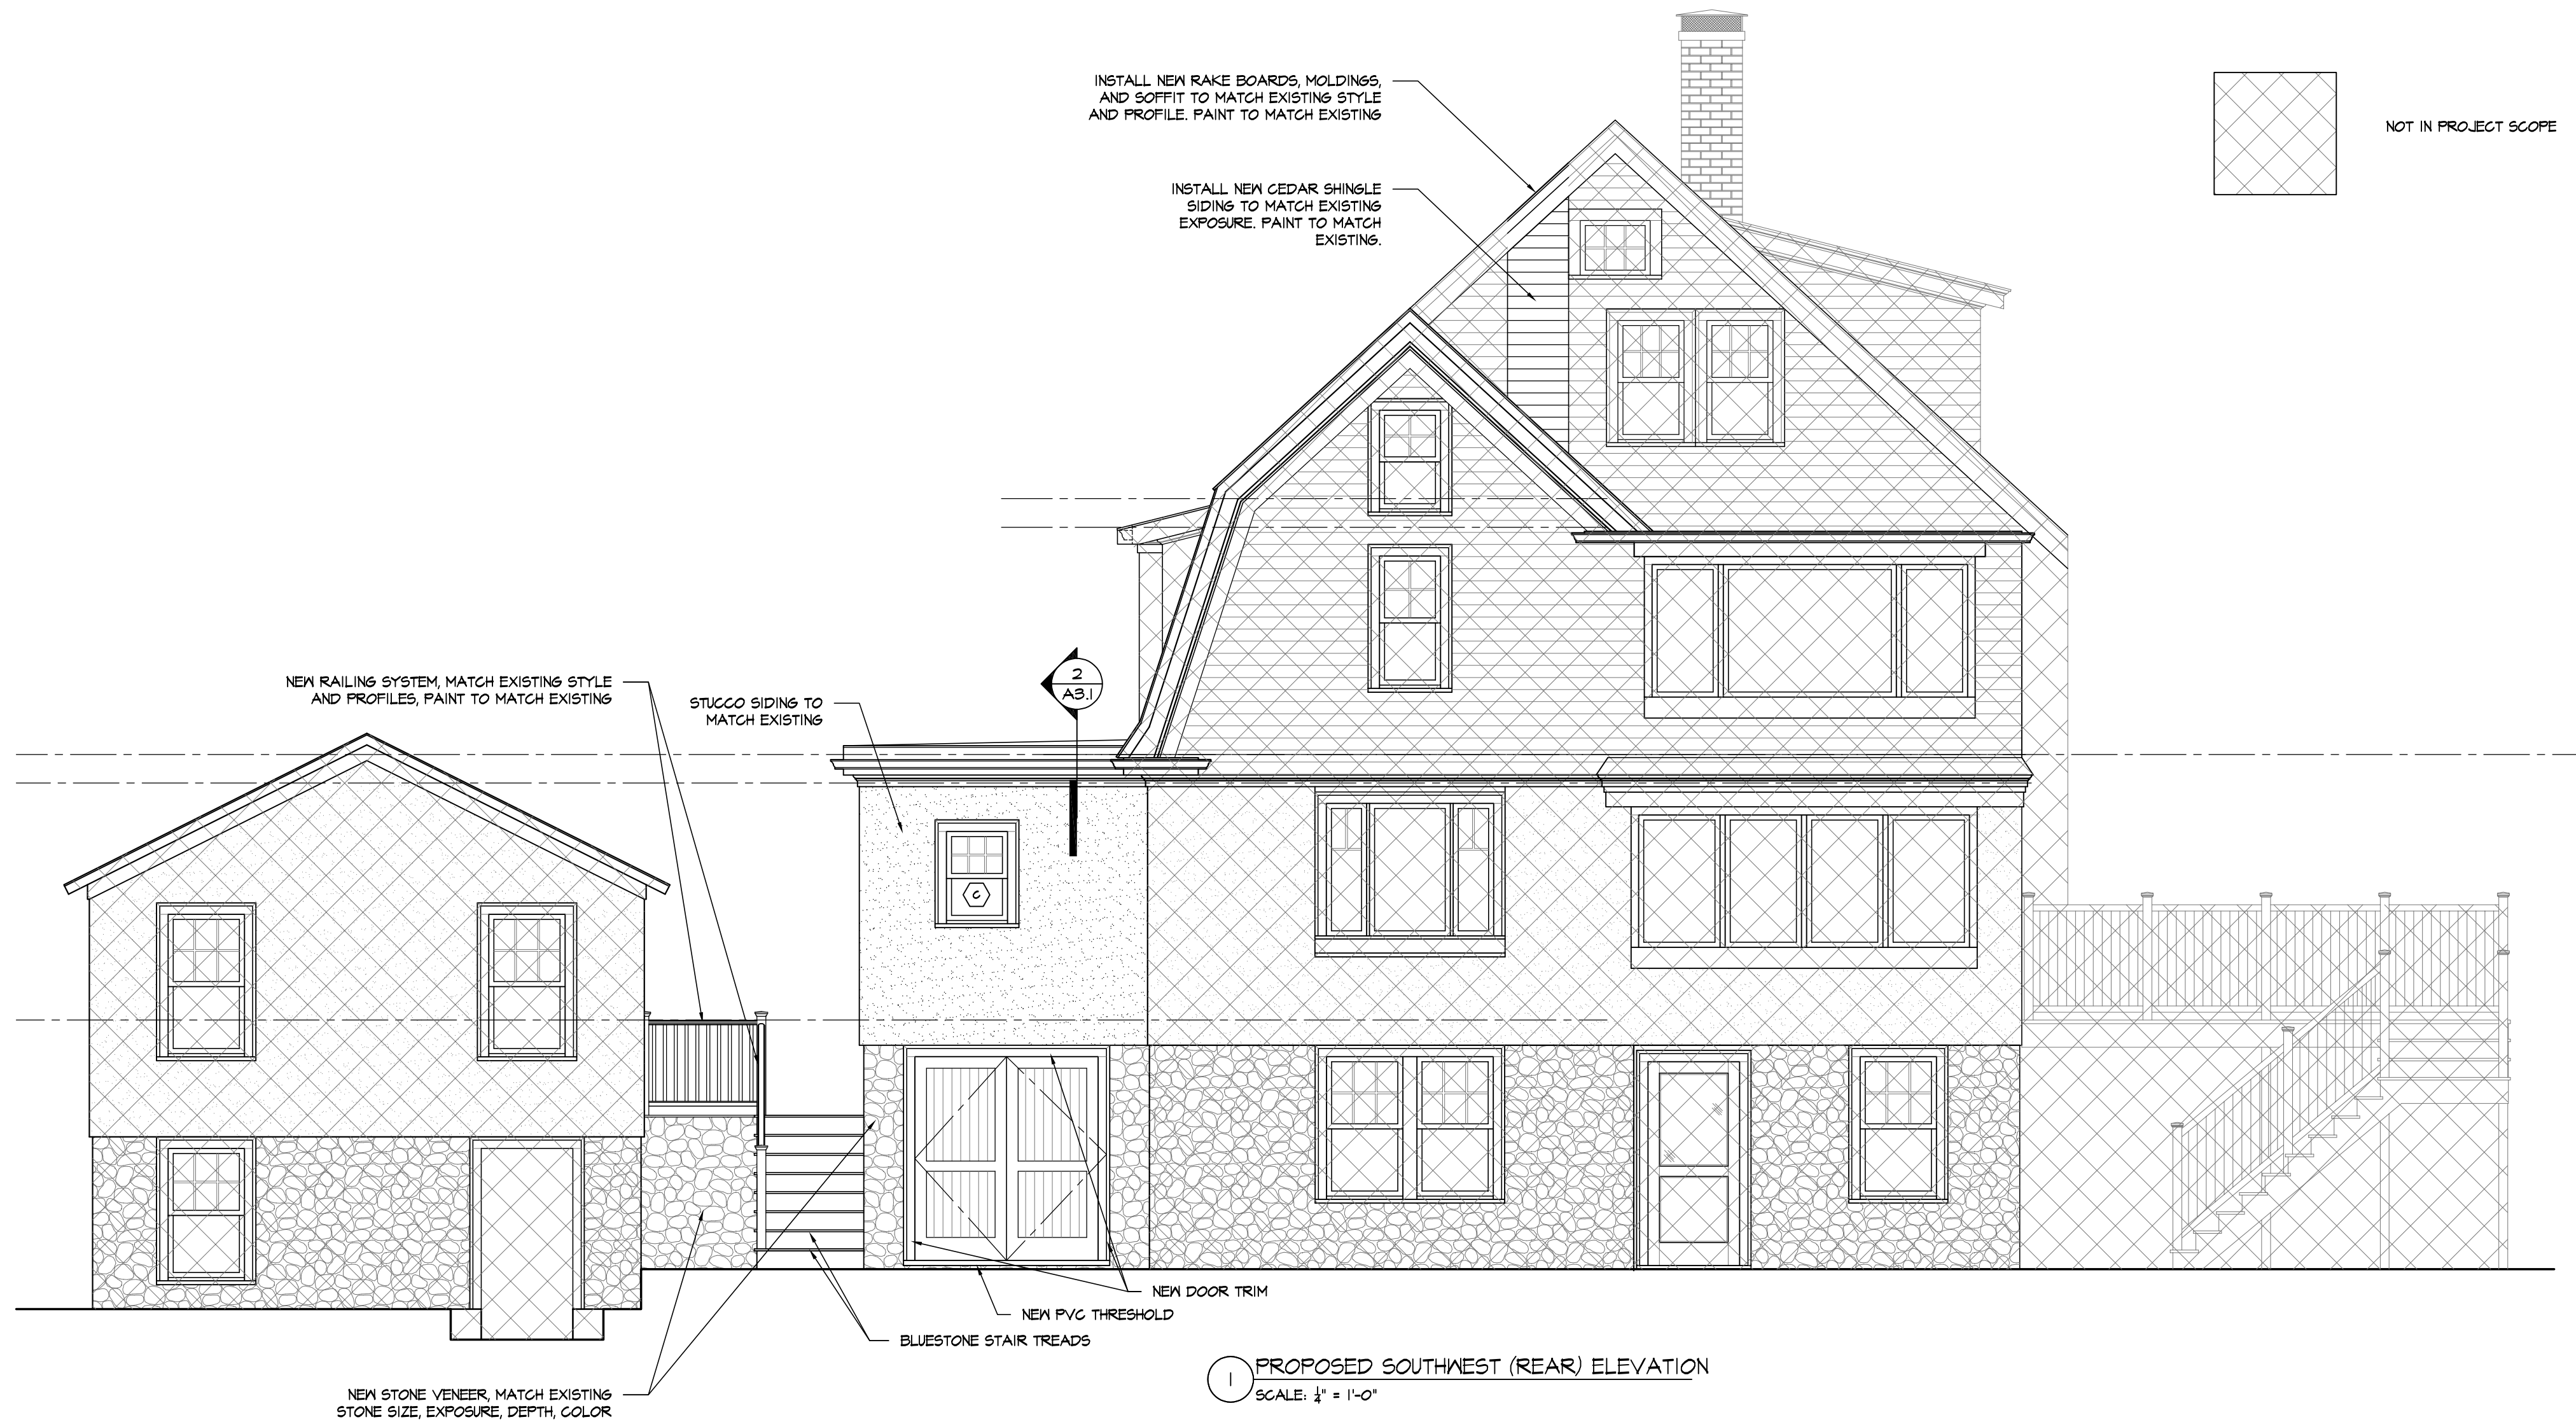 INSTALL NEW RAKE BOARDS, MOLDINGS,
AND SOFFIT TO MATCH EXISTING STYLE
AND PROFILE. PAINT TO MATCH EXISTING
NOT IN PROJECT SCOPE
INSTALL NEW CEDAR SHINGLE
SIDING TO MATCH EXISTING
EXPOSURE. PAINT TO MATCH
EXISTING.
2
A3.1
NEW RAILING SYSTEM, MATCH EXISTING STYLE
AND PROFILES, PAINT TO MATCH EXISTING
STUCCO SIDING TO
MATCH EXISTING
C
NEW DOOR TRIM
NEW PVC THRESHOLD
BLUESTONE STAIR TREADS
NEW STONE VENEER, MATCH EXISTING
STONE SIZE, EXPOSURE, DEPTH, COLOR
1
PROPOSED SOUTHWEST (REAR) ELEVATION
SCALE: 1/4" = 1'-0"